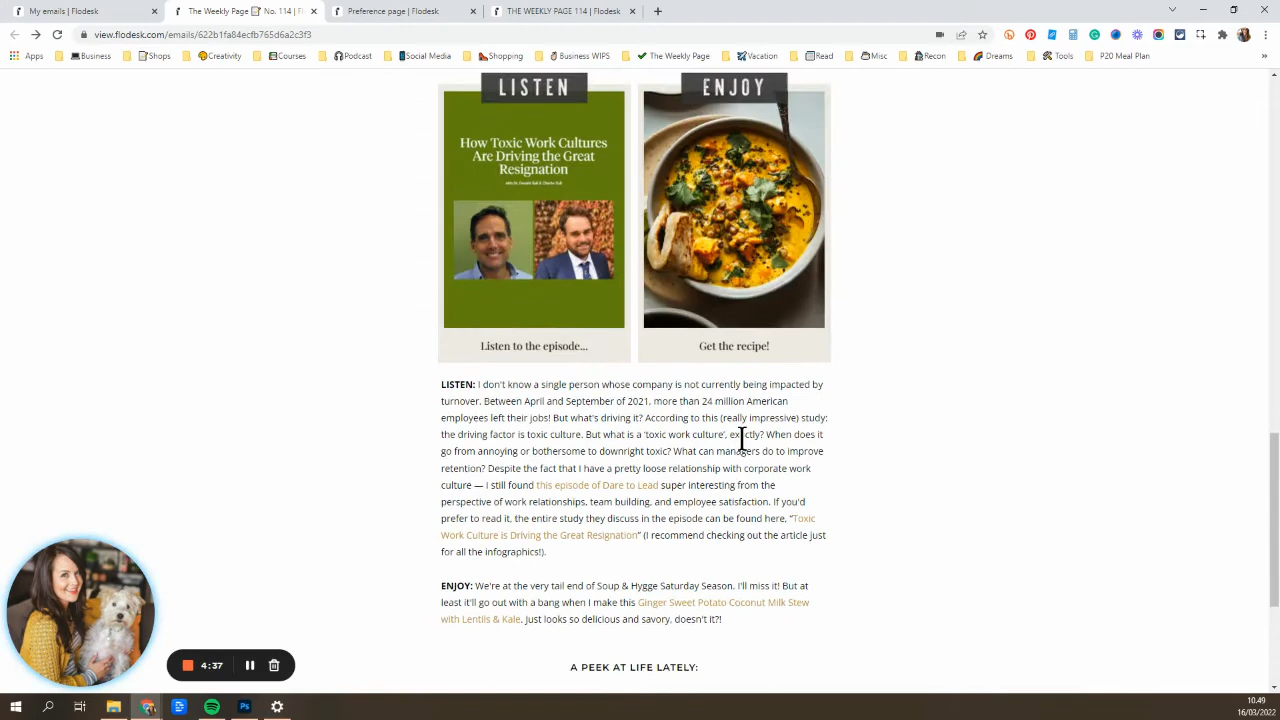 My emails | Flodesk
The Weekly Page 📝 No. 114 | Fl
Preference page | Flodesk
THE WEEKLY PAGE 114 | Flodesk
view.flodesk.com/emails/622b1fa84ecfb765d6a2c3f3
Apps Business Shops Creativity Courses Podcast Social Media Shopping Business WIPS The Weekly Page Vacation Read Misc Recon Dreams Tools P20 Meal Plan »
LISTEN
ENJOY
How Toxic Work Cultures
Are Driving the Great
Resignation
Listen to the episode...
Get the recipe!
LISTEN: I don't know a single person whose company is not currently being impacted by
turnover. Between April and September of 2021, more than 24 million American
employees left their jobs! But what's driving it? According to this (really impressive) study:
the driving factor is toxic culture. But what is a 'toxic work culture', exactly? When does it
go from annoying or bothersome to downright toxic? What can managers do to improve
retention? Despite the fact that I have a pretty loose relationship with corporate work
culture — I still found this episode of Dare to Lead super interesting from the
perspective of work relationships, team building, and employee satisfaction. If you'd
prefer to read it, the entire study they discuss in the episode can be found here, "Toxic
Work Culture is Driving the Great Resignation" (I recommend checking out the article just
for all the infographics!).
ENJOY: We're at the very tail end of Soup & Hygge Saturday Season. I'll miss it! But at
least it'll go out with a bang when I make this Ginger Sweet Potato Coconut Milk Stew
with Lentils & Kale. Just looks so delicious and savory, doesn't it?!
4:37
A PEEK AT LIFE LATELY:
10.49
16/03/2022